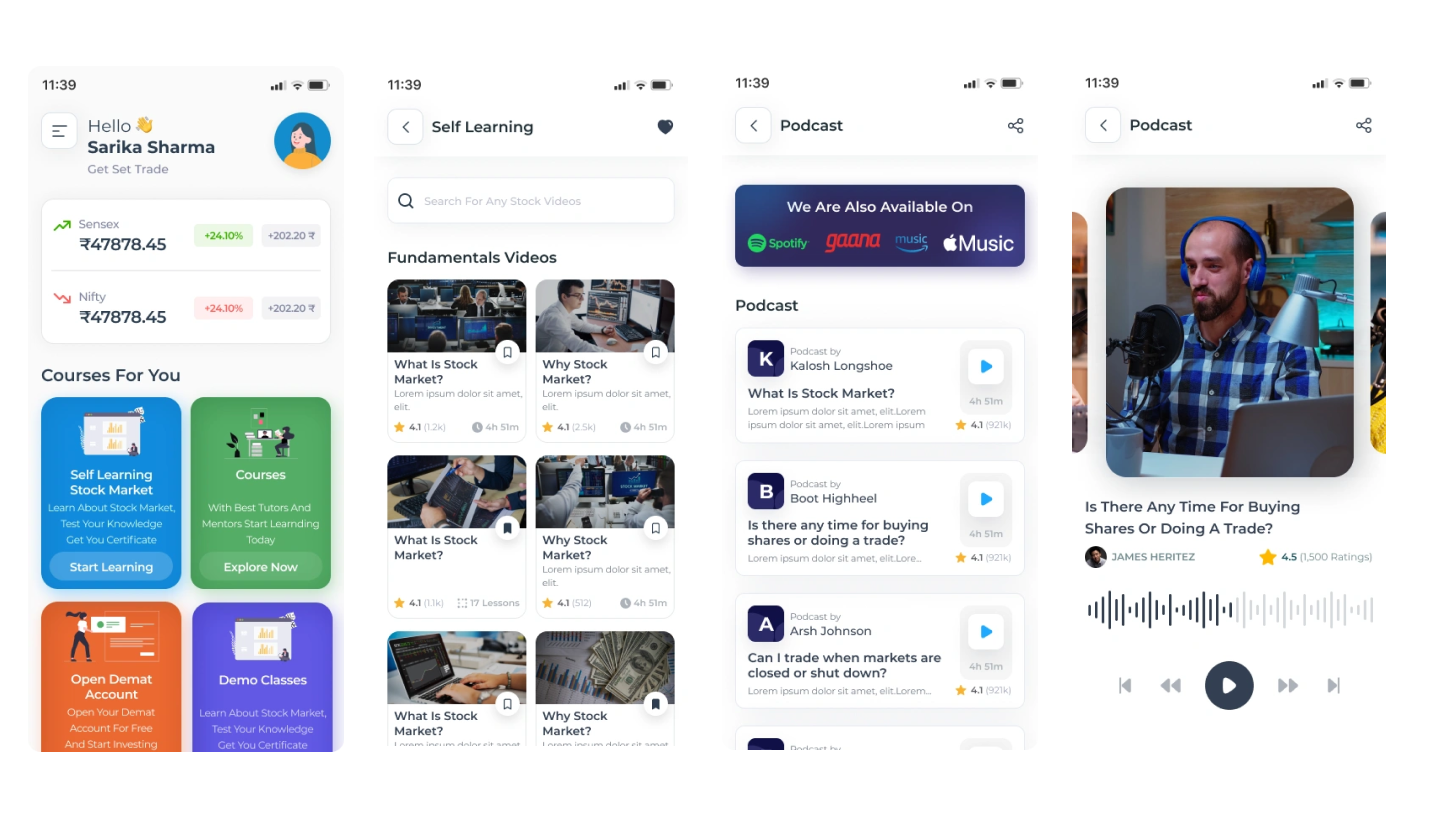 11:39
Hello 👋
Sarika Sharma
Get Set Trade
Sensex
₹47878.45
+24.10%
+202.20 ₹
Nifty
₹47878.45
+24.10%
+202.20 ₹
Courses For You
Self Learning
Stock Market
Learn About Stock Market,
Test Your Knowledge
Get You Certificate
Start Learning
Courses
With Best Tutors And
Mentors Start Learnding
Today
Explore Now
Open Demat
Account
Open Your Demat
Account For Free
And Start Investing
Demo Classes
Learn About Stock Market,
Test Your Knowledge
Get You Certificate
11:39
Self Learning
Search For Any Stock Videos
Fundamentals Videos
What Is Stock
Market?
Lorem ipsum dolor sit amet,
elit.
4.1 (1.2k)
4h 51m
Why Stock
Market?
Lorem ipsum dolor sit amet,
elit.
4.1 (2.5k)
4h 51m
What Is Stock
Market?
4.1 (1.1k)
17 Lessons
STOCK MARKET
Why Stock
Market?
Lorem ipsum dolor sit amet,
elit.
4.1 (512)
4h 51m
What Is Stock
Market?
Lorem ipsum dolor sit amet,
Why Stock
Market?
Lorem ipsum dolor sit amet,
11:39
Podcast
We Are Also Available On
Spotify
gaana
music
Music
Podcast
K
Podcast by
Kalosh Longshoe
What Is Stock Market?
Lorem ipsum dolor sit amet, elit.Lorem
ipsum dolor sit amet, elit.Lorem ipsum
4h 51m
4.1 (921k)
B
Podcast by
Boot Highheel
Is there any time for buying
shares or doing a trade?
Lorem ipsum dolor sit amet, elit.Lore...
4h 51m
4.1 (921k)
A
Podcast by
Arsh Johnson
Can I trade when markets are
closed or shut down?
Lorem ipsum dolor sit amet, elit.Lorem...
4h 51m
4.1 (921k)
Podcast by
11:39
Podcast
Is There Any Time For Buying
Shares Or Doing A Trade?
JAMES HERITEZ
4.5 (1,500 Ratings)